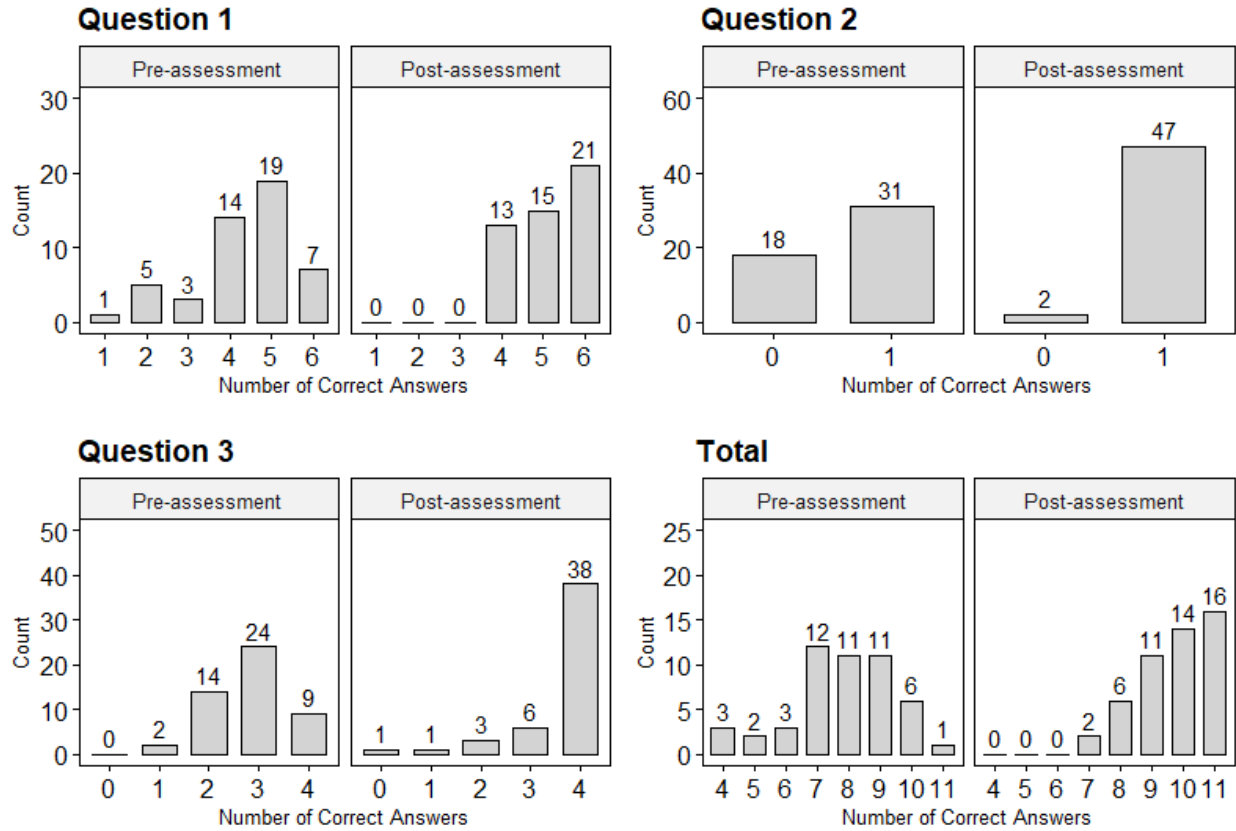 Question 1
Pre-assessment Post-assessment
30
20
10
0
Count
1 5 3 14 19 7
0 0 0 13 15 21
1 2 3 4 5 6 1 2 3 4 5 6
Number of Correct Answers
Question 2
Pre-assessment Post-assessment
60
40
20
0
Count
18 31
2 47
0 1 0 1
Number of Correct Answers
Question 3
Pre-assessment Post-assessment
50
40
30
20
10
0
Count
0 2 14 24 9
1 1 3 6 38
0 1 2 3 4 0 1 2 3 4
Number of Correct Answers
Total
Pre-assessment Post-assessment
25
20
15
10
5
0
Count
3 2 3 12 11 11 6 1
0 0 0 2 6 11 14 16
4 5 6 7 8 9 10 11 4 5 6 7 8 9 10 11
Number of Correct Answers